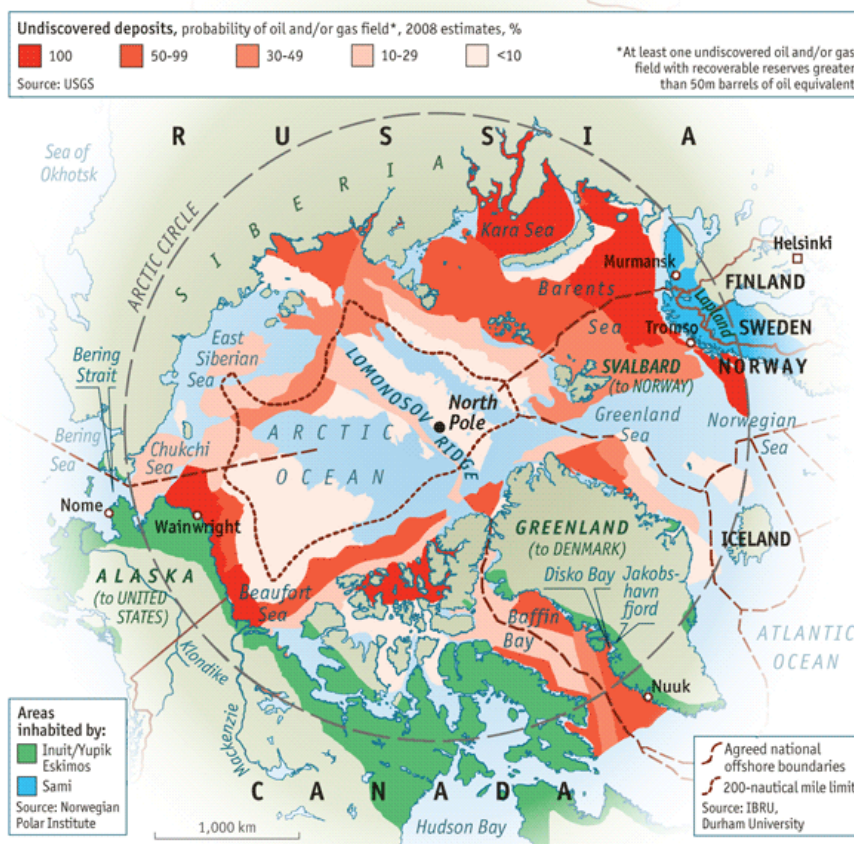 Undiscovered deposits, probability of oil and/or gas field*, 2008 estimates, %
100
50-99
30-49
10-29
<10
Source: USGS
*At least one undiscovered oil and/or gas
field with recoverable reserves greater
than 50m barrels of oil equivalent
RUSSIA
Sea of
Okhotsk
SIBERIA
ARCTIC CIRCLE
Kara Sea
Helsinki
Murmansk
FINLAND
Barents
Sea
Lapland
SWEDEN
Tromso
NORWAY
East
Siberian
Sea
SVALBARD
(to NORWAY)
Bering
Strait
LOMONOSOV RIDGE
North
Pole
Greenland
Sea
Norwegian
Sea
ARCTIC
OCEAN
Bering
Sea
Chukchi
Sea
Nome
Wainwright
GREENLAND
(to DENMARK)
ICELAND
ALASKA
(to UNITED
STATES)
Beaufort
Sea
Disko Bay
Jakobs-
havn
fjord
Baffin
Bay
ATLANTIC
OCEAN
Klondike
Mackenzie
Nuuk
Areas
inhabited by:
Inuit/Yupik
Eskimos
Sami
Source: Norwegian
Polar Institute
CANADA
Hudson Bay
1,000 km
Agreed national
offshore boundaries
200-nautical mile limit
Source: IBRU,
Durham University